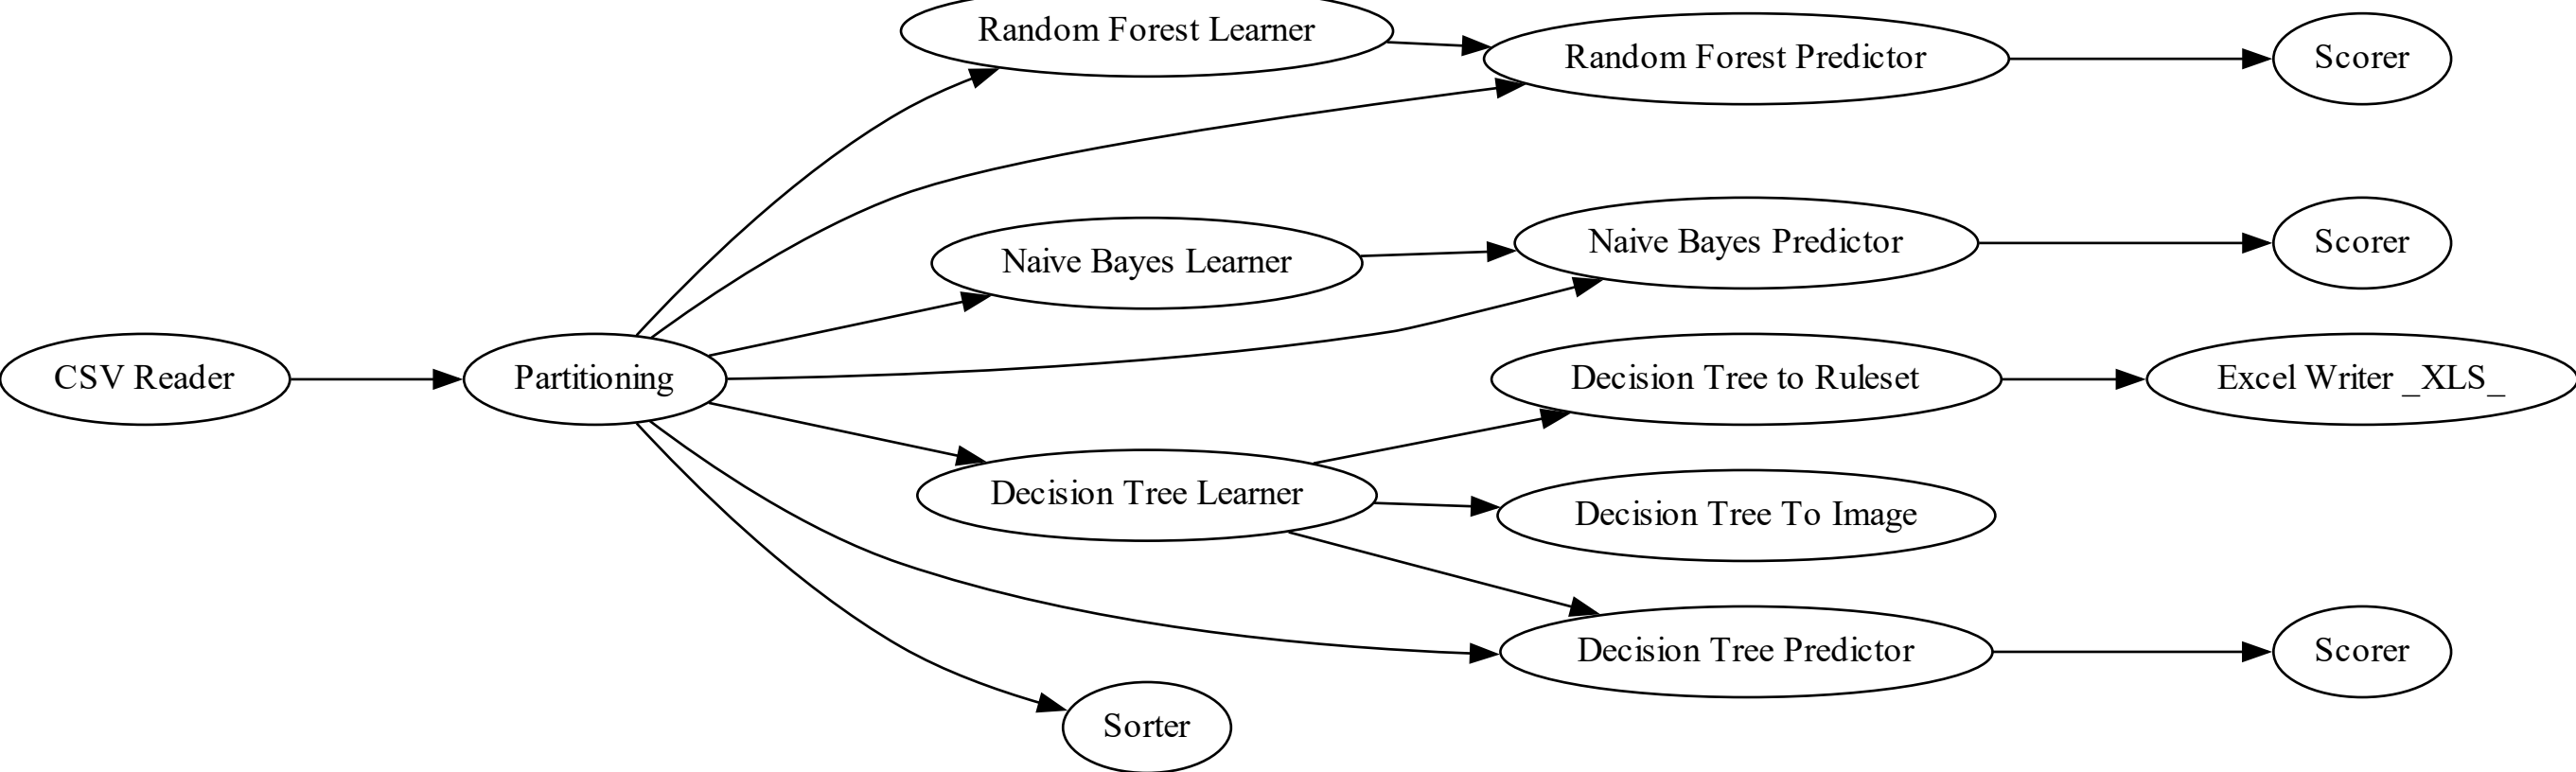 Random Forest Learner
Random Forest Predictor
Scorer
Naive Bayes Learner
Naive Bayes Predictor
Scorer
CSV Reader
Partitioning
Decision Tree to Ruleset
Excel Writer _XLS_
Decision Tree Learner
Decision Tree To Image
Decision Tree Predictor
Scorer
Sorter